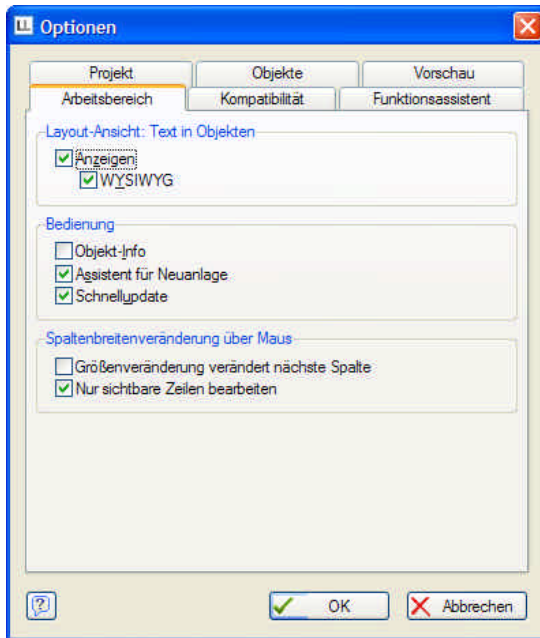 LL Optionen
Projekt Objekte Vorschau
Arbeitsbereich Kompatibilität Funktionsassistent
Layout-Ansicht: Text in Objekten
Anzeigen
WYSIWYG
Bedienung
Objekt-Info
Assistent für Neuanlage
Schnellupdate
Spaltenbreitenveränderung über Maus
Größenveränderung verändert nächste Spalte
Nur sichtbare Zeilen bearbeiten
? OK Abbrechen